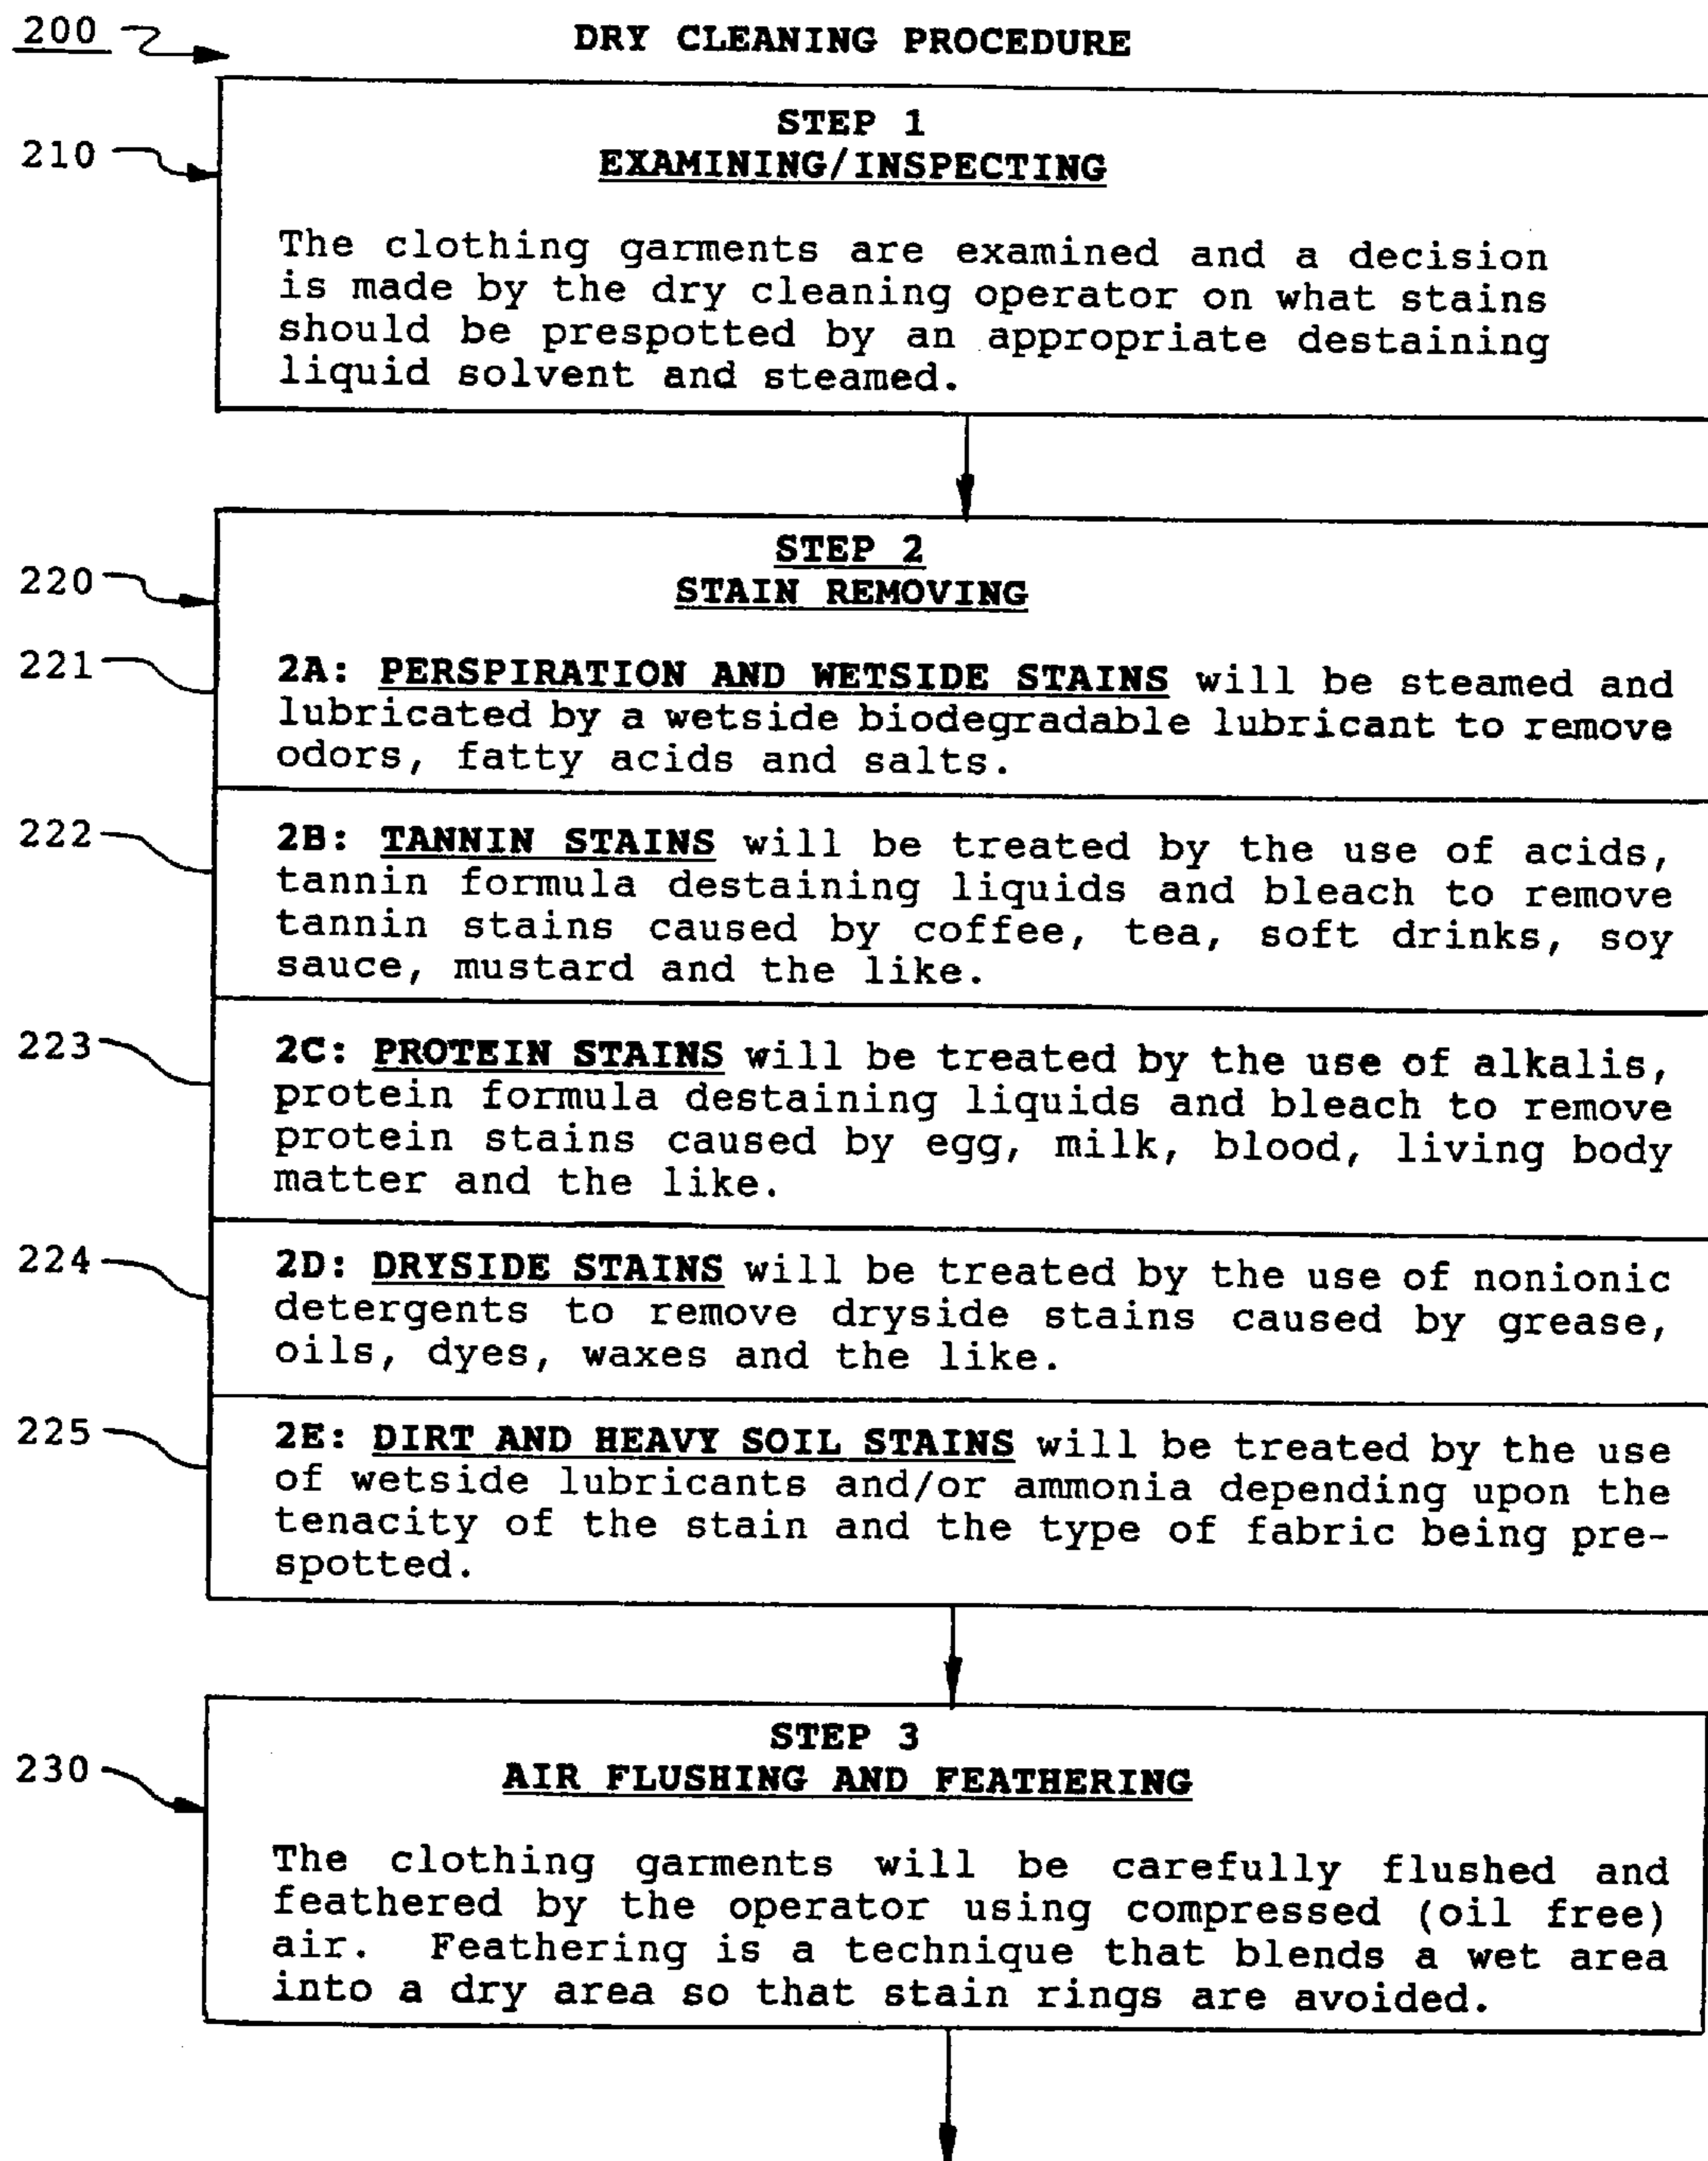 200
DRY CLEANING PROCEDURE
210
STEP 1
EXAMINING/INSPECTING
The clothing garments are examined and a decision
is made by the dry cleaning operator on what stains
should be prespotted by an appropriate destaining
liquid solvent and steamed.
220
STEP 2
STAIN REMOVING
221
2A: PERSPIRATION AND WETSIDE STAINS will be steamed and
lubricated by a wetside biodegradable lubricant to remove
odors, fatty acids and salts.
222
2B: TANNIN STAINS will be treated by the use of acids,
tannin formula destaining liquids and bleach to remove
tannin stains caused by coffee, tea, soft drinks, soy
sauce, mustard and the like.
223
2C: PROTEIN STAINS will be treated by the use of alkalis,
protein formula destaining liquids and bleach to remove
protein stains caused by egg, milk, blood, living body
matter and the like.
224
2D: DRYSIDE STAINS will be treated by the use of nonionic
detergents to remove dryside stains caused by grease,
oils, dyes, waxes and the like.
225
2E: DIRT AND HEAVY SOIL STAINS will be treated by the use
of wetside lubricants and/or ammonia depending upon the
tenacity of the stain and the type of fabric being pre-
spotted.
230
STEP 3
AIR FLUSHING AND FEATHERING
The clothing garments will be carefully flushed and
feathered by the operator using compressed (oil free)
air. Feathering is a technique that blends a wet area
into a dry area so that stain rings are avoided.